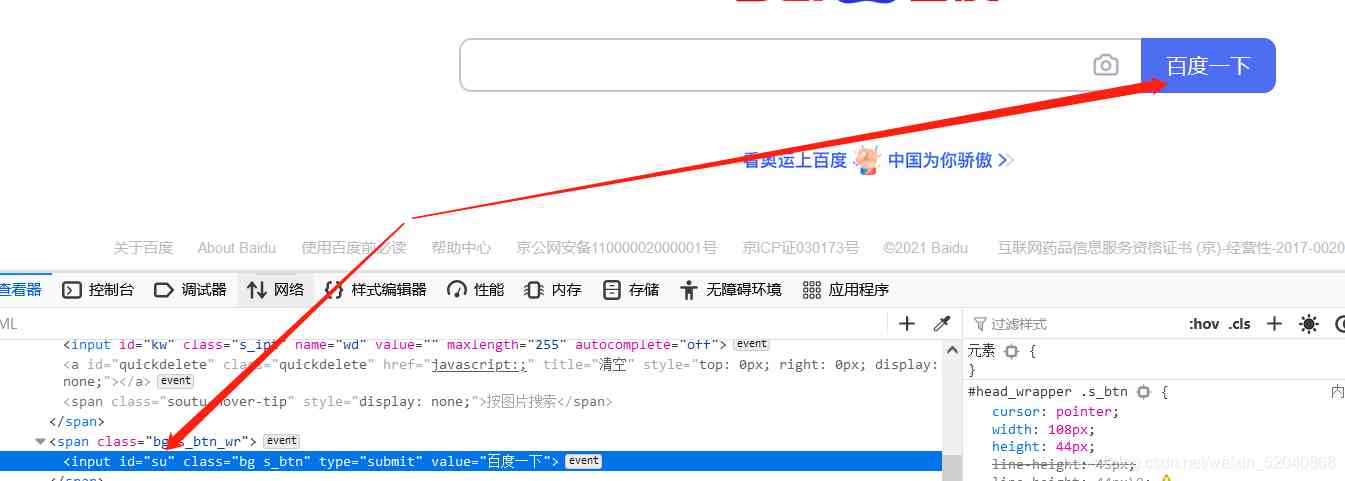 百度一下
看奥运上百度 中国为你骄傲
关于百度 About Baidu 使用百度前必读 帮助中心 京公网安备11000002000001号 京ICP证030173号 ©2021 Baidu 互联网药品信息服务资格证书 (京)-经营性-2017-0020
查看器 控制台 调试器 网络 {} 样式编辑器 性能 内存 存储 无障碍环境 应用程序
ML
过滤样式 :hov .cls
<input id="kw" class="s_ipt" name="wd" value="" maxlength="255" autocomplete="off"> event
<a id="quickdelete" class="quickdelete" href="javascript:;" title="清空" style="top: 0px; right: 0px; display:
none;"></a> event
<span class="soutu-hover-tip" style="display: none;">按图片搜索</span>
</span>
<span class="bg s_btn_wr"> event
<input id="su" class="bg s_btn" type="submit" value="百度一下"> event
</span>
元素 {
}
#head_wrapper .s_btn { 内
cursor: pointer;
width: 108px;
height: 44px;
line-height: 45px;
line-height: 44px\9;
blog.csdn.net/weixin_52040868